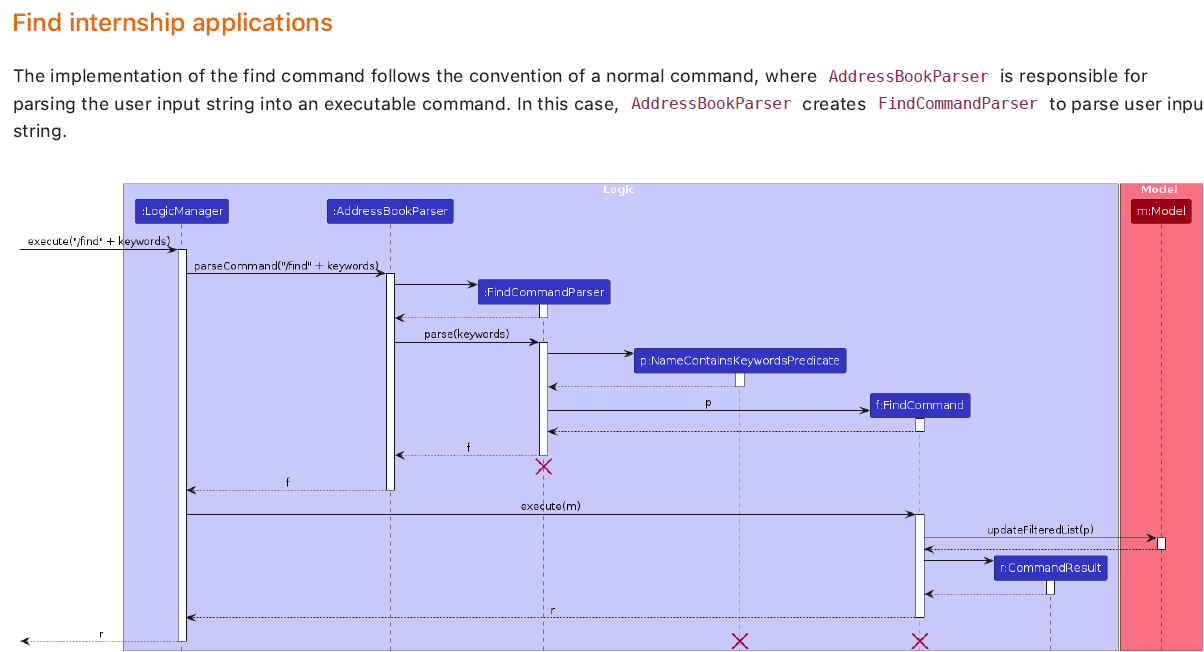 Find internship applications
The implementation of the find command follows the convention of a normal command, where AddressBookParser is responsible for
parsing the user input string into an executable command. In this case, AddressBookParser creates FindCommandParser to parse user inpu
string.
Logic
Model
:LogicManager
:AddressBookParser
m:Model
execute("/find" + keywords)
parseCommand("/find" + keywords)
:FindCommandParser
parse(keywords)
p:NameContainsKeywordsPredicate
p
f:FindCommand
f
f
execute(m)
updateFilteredList(p)
r:CommandResult
r
r